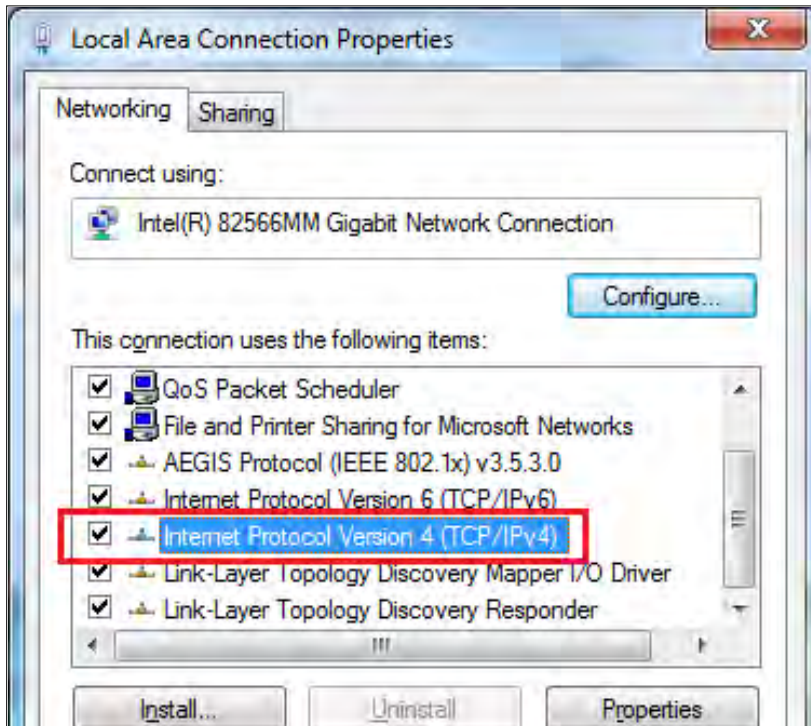 Local Area Connection Properties
Networking Sharing
Connect using:
Intel(R) 82566MM Gigabit Network Connection
Configure...
This connection uses the following items:
QoS Packet Scheduler
File and Printer Sharing for Microsoft Networks
AEGIS Protocol (IEEE 802.1x) v3.5.3.0
Internet Protocol Version 6 (TCP/IPv6)
Internet Protocol Version 4 (TCP/IPv4)
Link-Layer Topology Discovery Mapper I/O Driver
Link-Layer Topology Discovery Responder
Install... Uninstall Properties